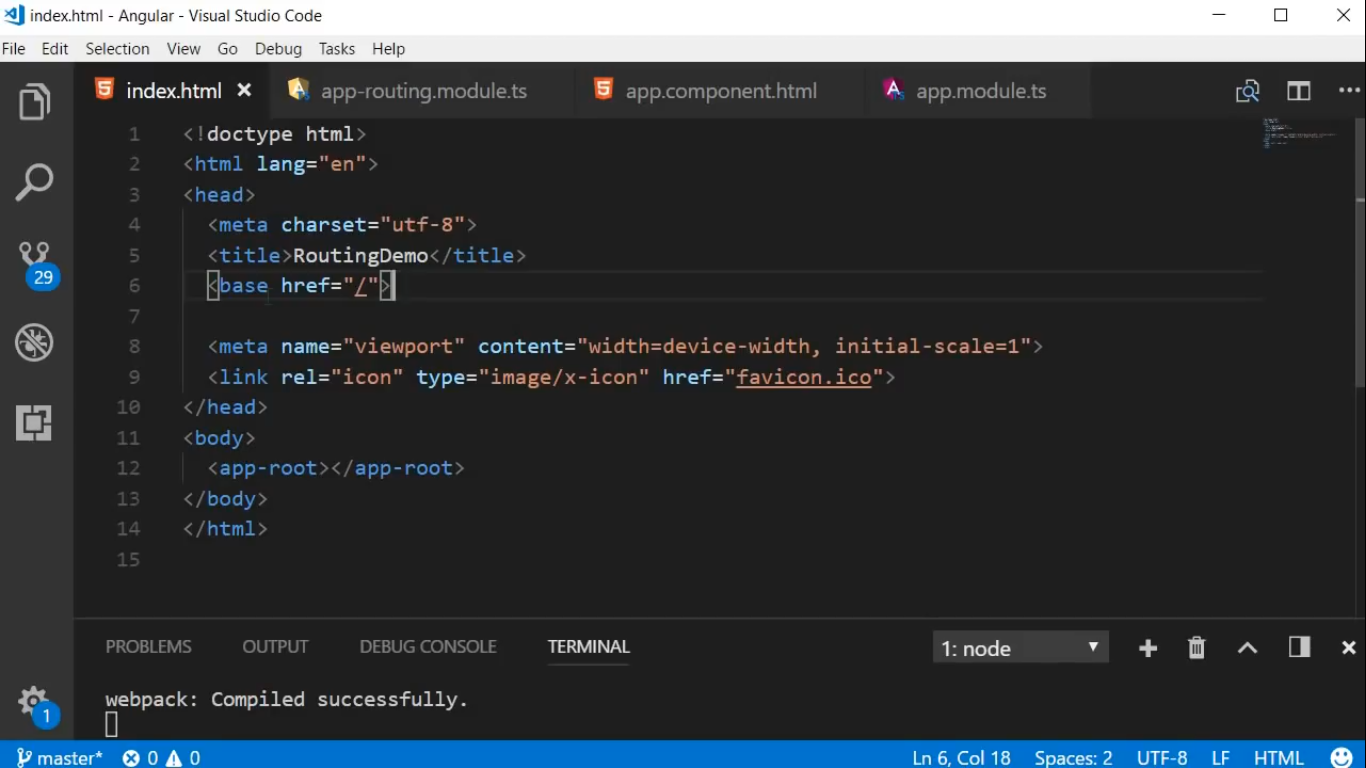 index.html - Angular - Visual Studio Code
File Edit Selection View Go Debug Tasks Help
index.html app-routing.module.ts app.component.html app.module.ts
1 <!doctype html>
2 <html lang="en">
3 <head>
4 <meta charset="utf-8">
5 <title>RoutingDemo</title>
6 <base href="/">
7
8 <meta name="viewport" content="width=device-width, initial-scale=1">
9 <link rel="icon" type="image/x-icon" href="favicon.ico">
10 </head>
11 <body>
12 <app-root></app-root>
13 </body>
14 </html>
15
29
PROBLEMS OUTPUT DEBUG CONSOLE TERMINAL 1: node
webpack: Compiled successfully.
1
master* 0 0 Ln 6, Col 18 Spaces: 2 UTF-8 LF HTML